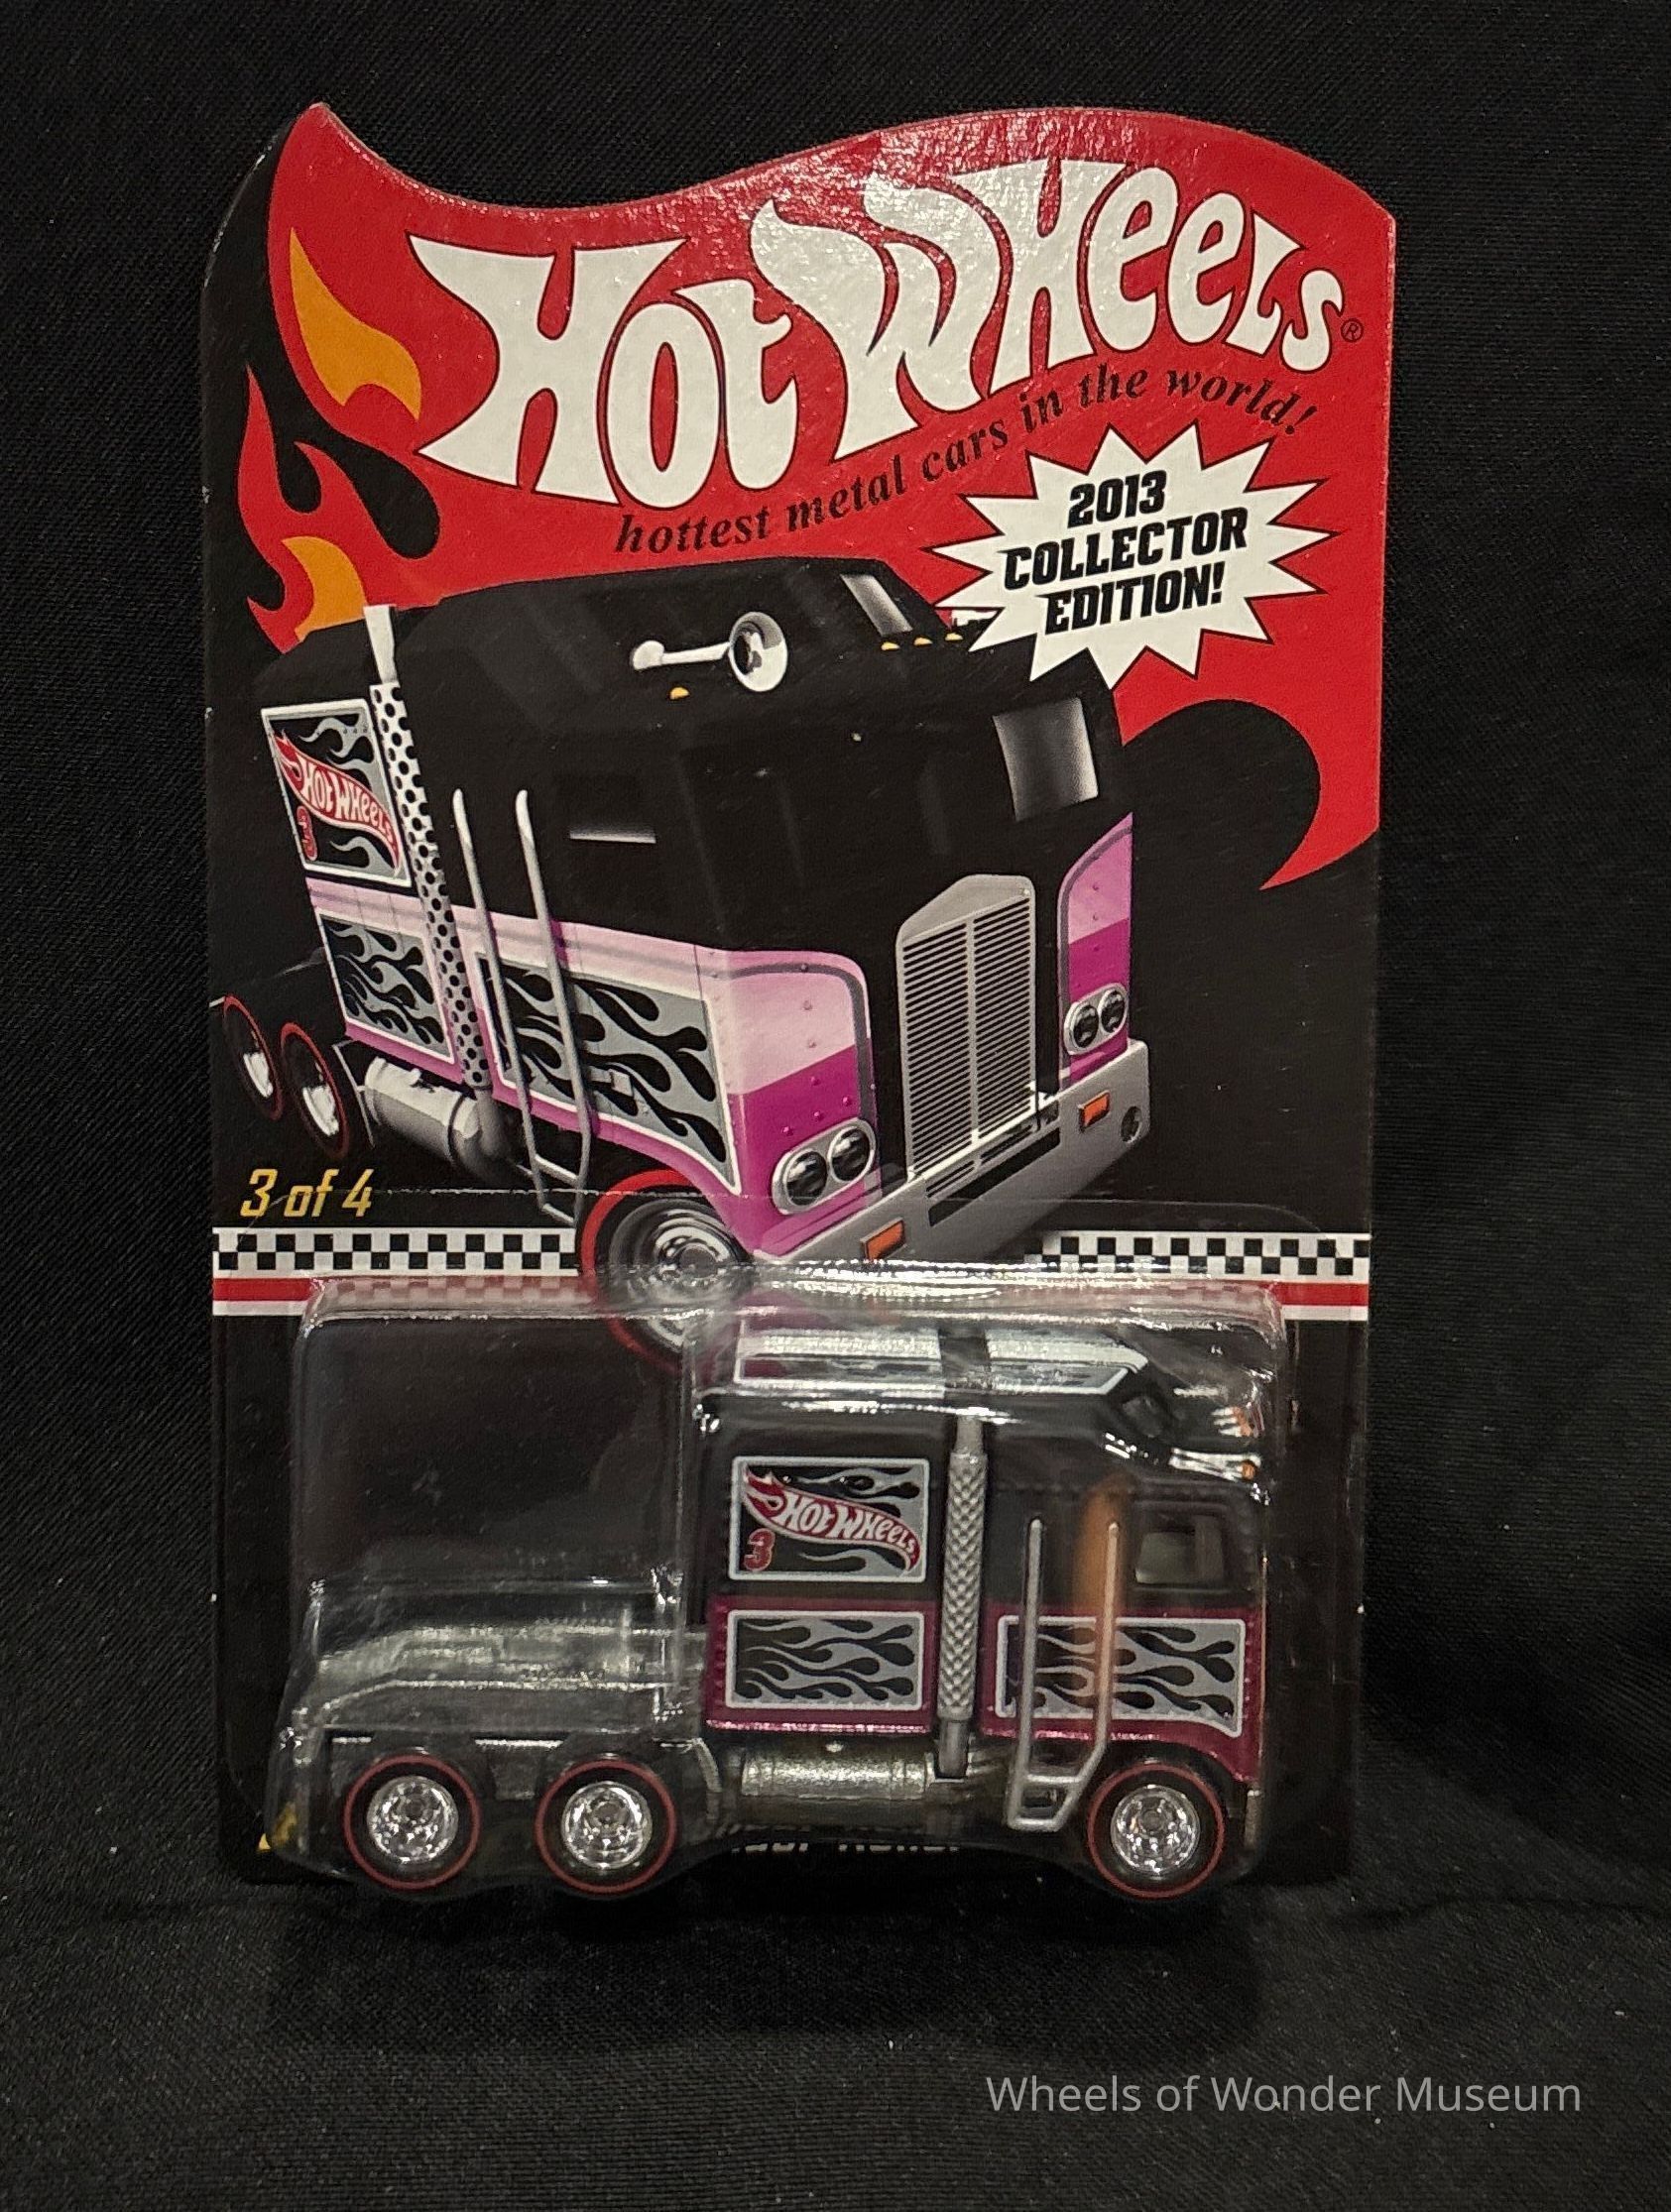 Hot Wheels®
hottest metal cars in the world!
2013
COLLECTOR
EDITION!
Hot Wheels
3
3 of 4
Hot Wheels
3
Wheels of Wonder Museum